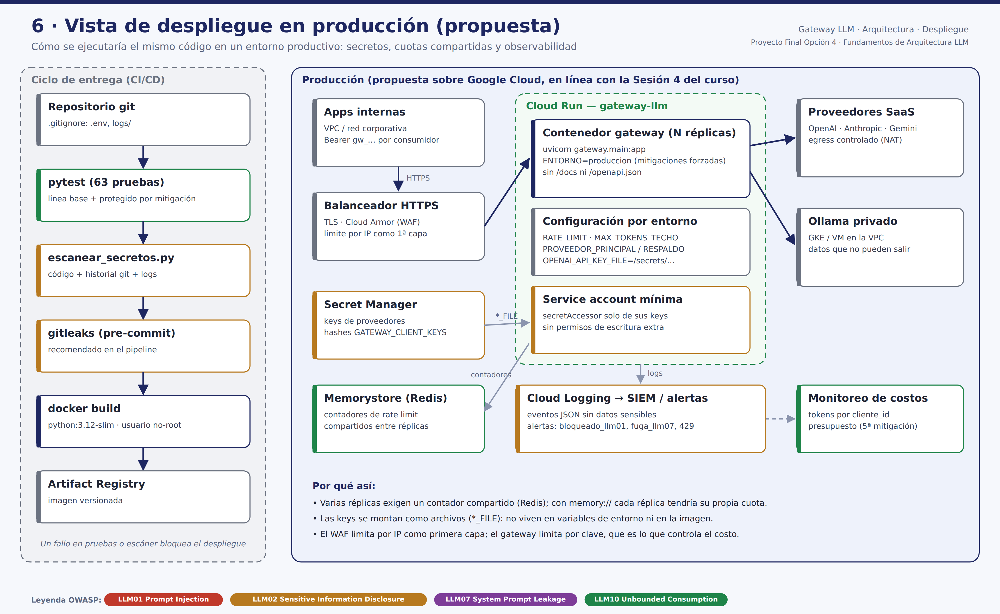 6 · Vista de despliegue en producción (propuesta)
Cómo se ejecutaría el mismo código en un entorno productivo: secretos, cuotas compartidas y observabilidad
Gateway LLM · Arquitectura · Despliegue
Proyecto Final Opción 4 · Fundamentos de Arquitectura LLM
Ciclo de entrega (CI/CD)
Repositorio git
.gitignore: .env, logs/
pytest (63 pruebas)
línea base + protegido por mitigación
escanear_secretos.py
código + historial git + logs
gitleaks (pre-commit)
recomendado en el pipeline
docker build
python:3.12-slim · usuario no-root
Artifact Registry
imagen versionada
Un fallo en pruebas o escáner bloquea el despliegue
Producción (propuesta sobre Google Cloud, en línea con la Sesión 4 del curso)
Apps internas
VPC / red corporativa
Bearer gw_… por consumidor
HTTPS
Balanceador HTTPS
TLS · Cloud Armor (WAF)
límite por IP como 1ª capa
Secret Manager
keys de proveedores
hashes GATEWAY_CLIENT_KEYS
*_FILE
contadores
Memorystore (Redis)
contadores de rate limit
compartidos entre réplicas
Cloud Run — gateway-llm
Contenedor gateway (N réplicas)
uvicorn gateway.main:app
ENTORNO=produccion (mitigaciones forzadas)
sin /docs ni /openapi.json
Configuración por entorno
RATE_LIMIT · MAX_TOKENS_TECHO
PROVEEDOR_PRINCIPAL / RESPALDO
OPENAI_API_KEY_FILE=/secrets/…
Service account mínima
secretAccessor solo de sus keys
sin permisos de escritura extra
logs
Cloud Logging → SIEM / alertas
eventos JSON sin datos sensibles
alertas: bloqueado_llm01, fuga_llm07, 429
Proveedores SaaS
OpenAI · Anthropic · Gemini
egress controlado (NAT)
Ollama privado
GKE / VM en la VPC
datos que no pueden salir
Monitoreo de costos
tokens por cliente_id
presupuesto (5ª mitigación)
Por qué así:
• Varias réplicas exigen un contador compartido (Redis); con memory:// cada réplica tendría su propia cuota.
• Las keys se montan como archivos (*_FILE): no viven en variables de entorno ni en la imagen.
• El WAF limita por IP como primera capa; el gateway limita por clave, que es lo que controla el costo.
Leyenda OWASP:
LLM01 Prompt Injection
LLM02 Sensitive Information Disclosure
LLM07 System Prompt Leakage
LLM10 Unbounded Consumption